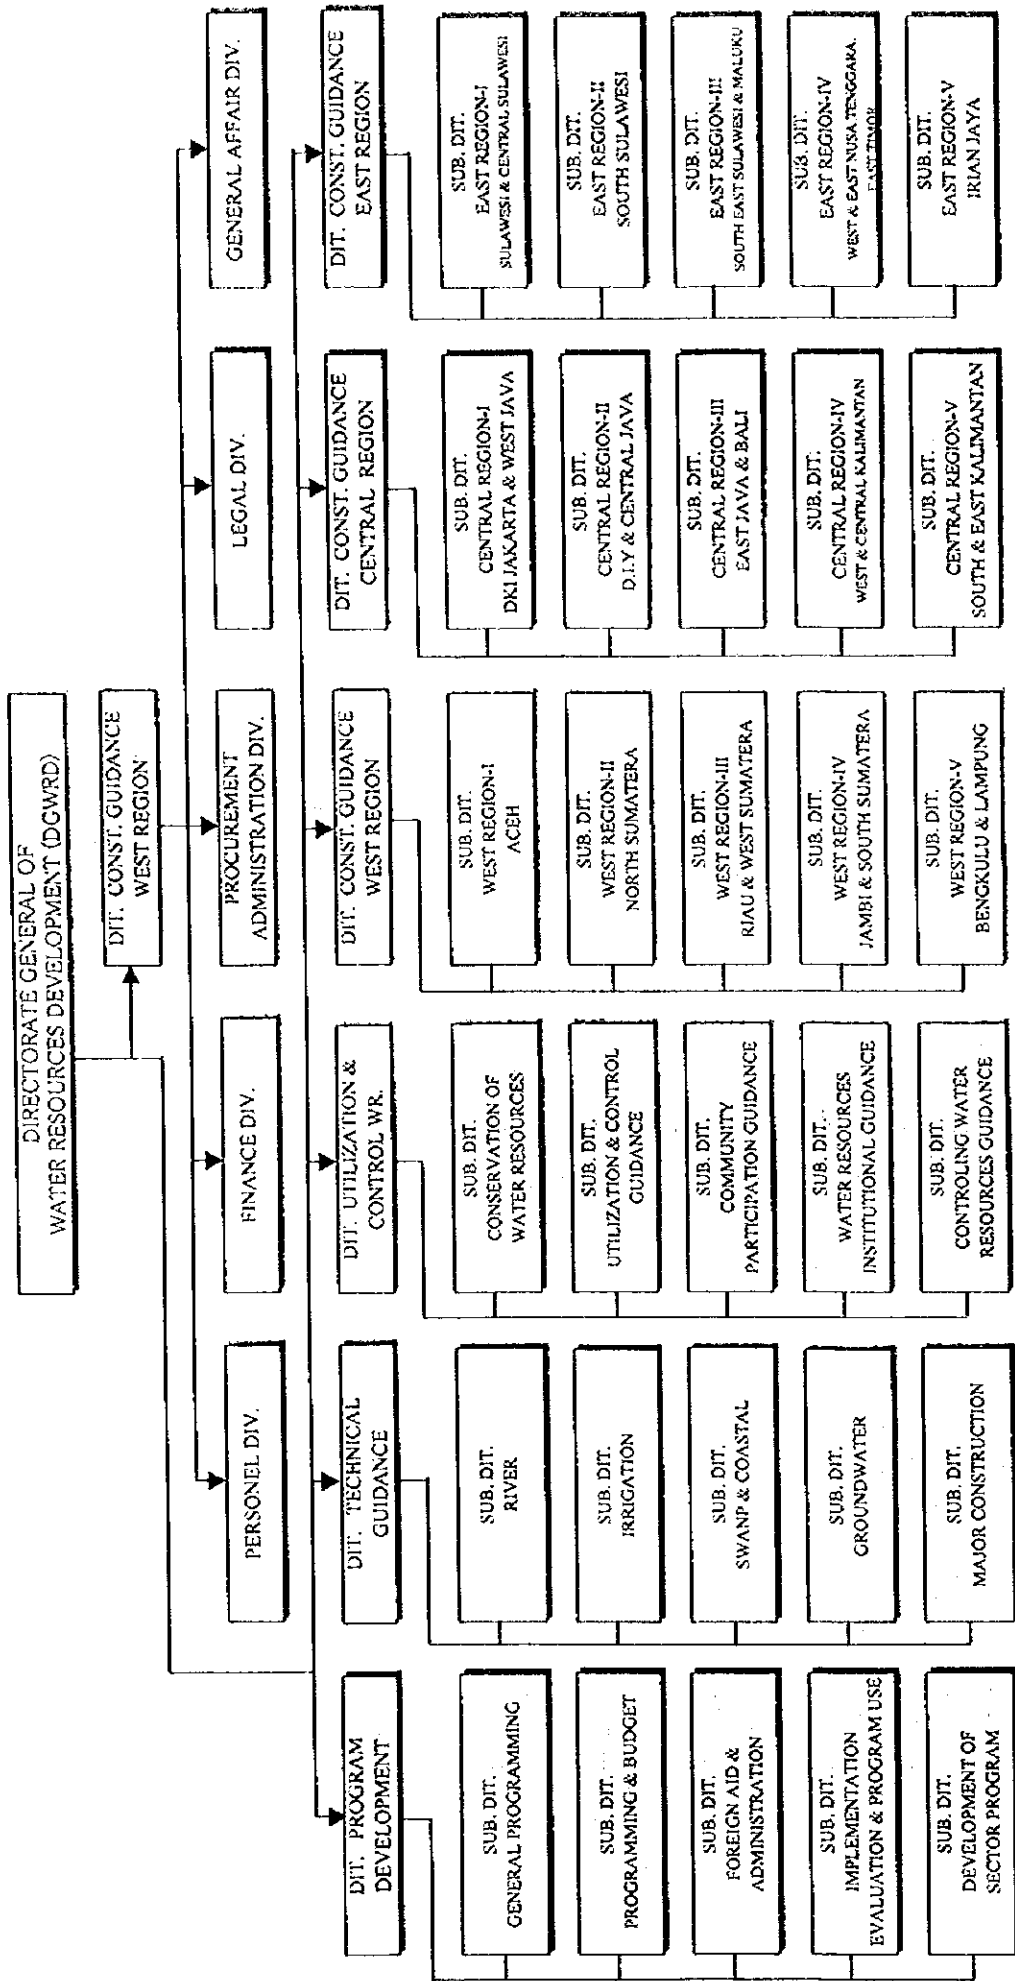 DIRECTORATE GENERAL OF
WATER RESOURCES DEVELOPMENT (DGWRD)
DIT. CONST. GUIDANCE
WEST REGION
PERSONEL DIV.
FINANCE DIV.
PROCUREMENT
ADMINISTRATION DIV.
LEGAL DIV.
GENERAL AFFAIR DIV.
DIT. PROGRAM
DEVELOPMENT
DIT. TECHNICAL
GUIDANCE
DIT. UTILIZATION &
CONTROL WR.
DIT. CONST. GUIDANCE
WEST REGION
DIT. CONST. GUIDANCE
CENTRAL REGION
DIT. CONST. GUIDANCE
EAST REGION
SUB. DIT.
GENERAL PROGRAMMING
SUB. DIT.
PROGRAMMING & BUDGET
SUB. DIT.
FOREIGN AID &
ADMINISTRATION
SUB. DIT.
IMPLEMENTATION
EVALUATION & PROGRAM USE
SUB. DIT.
DEVELOPMENT OF
SECTOR PROGRAM
SUB. DIT.
RIVER
SUB. DIT.
IRRIGATION
SUB. DIT.
SWANP & COASTAL
SUB. DIT.
GROUNDWATER
SUB. DIT.
MAJOR CONSTRUCTION
SUB. DIT.
CONSERVATION OF
WATER RESOURCES
SUB. DIT.
UTILIZATION & CONTROL
GUIDANCE
SUB. DIT.
COMMUNITY
PARTICIPATION GUIDANCE
SUB. DIT.
WATER RESOURCES
INSTITUTIONAL GUIDANCE
SUB. DIT.
CONTROLING WATER
RESOURCES GUIDANCE
SUB. DIT.
WEST REGION-I
ACEH
SUB. DIT.
WEST REGION-II
NORTH SUMATERA
SUB. DIT.
WEST REGION-III
RIAU & WEST SUMATERA
SUB. DIT.
WEST REGION-IV
JAMBI & SOUTH SUMATERA
SUB. DIT.
WEST REGION-V
BENGKULU & LAMPUNG
SUB. DIT.
CENTRAL REGION-I
DKI JAKARTA & WEST JAVA
SUB. DIT.
CENTRAL REGION-II
D.I.Y & CENTRAL JAVA
SUB. DIT.
CENTRAL REGION-III
EAST JAVA & BALI
SUB. DIT.
CENTRAL REGION-IV
WEST & CENTRAL KALIMANTAN
SUB. DIT.
CENTRAL REGION-V
SOUTH & EAST KALIMANTAN
SUB. DIT.
EAST REGION-I
SULAWESI & CENTRAL SULAWESI
SUB. DIT.
EAST REGION-II
SOUTH SULAWESI
SUB. DIT.
EAST REGION-III
SOUTH EAST SULAWESI & MALUKU
SUB. DIT.
EAST REGION-IV
WEST & EAST NUSA TENGGARA.
EAST TIMOR
SUB. DIT.
EAST REGION-V
IRIAN JAYA